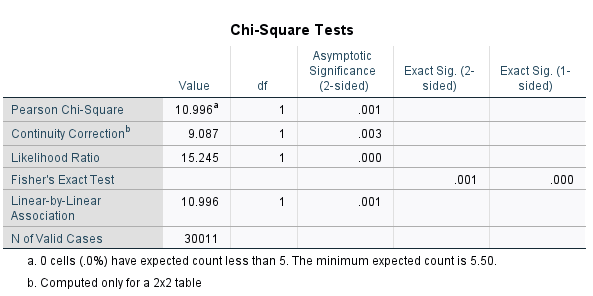 Chi-Square Tests
Asymptotic
Significance Exact Sig. (2- Exact Sig. (1-
Value df (2-sided) sided) sided)
Pearson Chi-Square 10.996a 1 .001
Continuity Correctionb 9.087 1 .003
Likelihood Ratio 15.245 1 .000
Fisher's Exact Test .001 .000
Linear-by-Linear 10.996 1 .001
Association
N of Valid Cases 30011
a. 0 cells (.0%) have expected count less than 5. The minimum expected count is 5.50.
b. Computed only for a 2x2 table